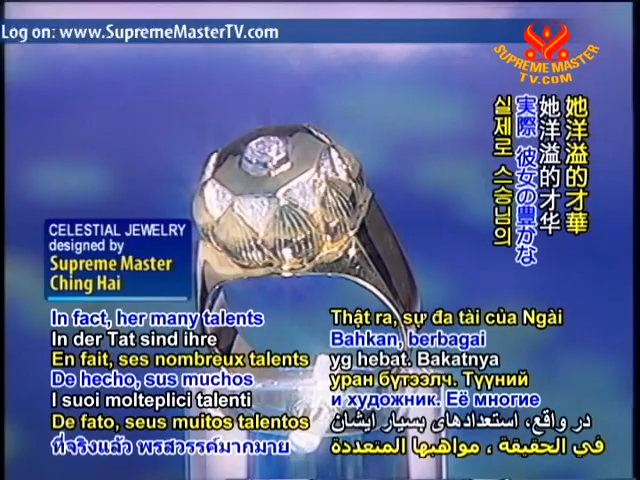 Log on: www.SupremeMasterTV.com
SUPREME MASTER
TV.COM
她洋溢的才華
她洋溢的才华
実際 彼女の豊かな
실제로 스승님의
CELESTIAL JEWELRY
designed by
Supreme Master
Ching Hai
In fact, her many talents
In der Tat sind ihre
En fait, ses nombreux talents
De hecho, sus muchos
I suoi molteplici talenti
De fato, seus muitos talentos
ที่จริงแล้ว พรสวรรค์มากมาย
Thật ra, sự đa tài của Ngài
Bahkan, berbagai
yg hebat. Bakatnya
уран бүтээлч. Түүний
и художник. Её многие
در واقع، استعدادهای بسیار ایشان
في الحقيقة ، مواهبها المتعددة